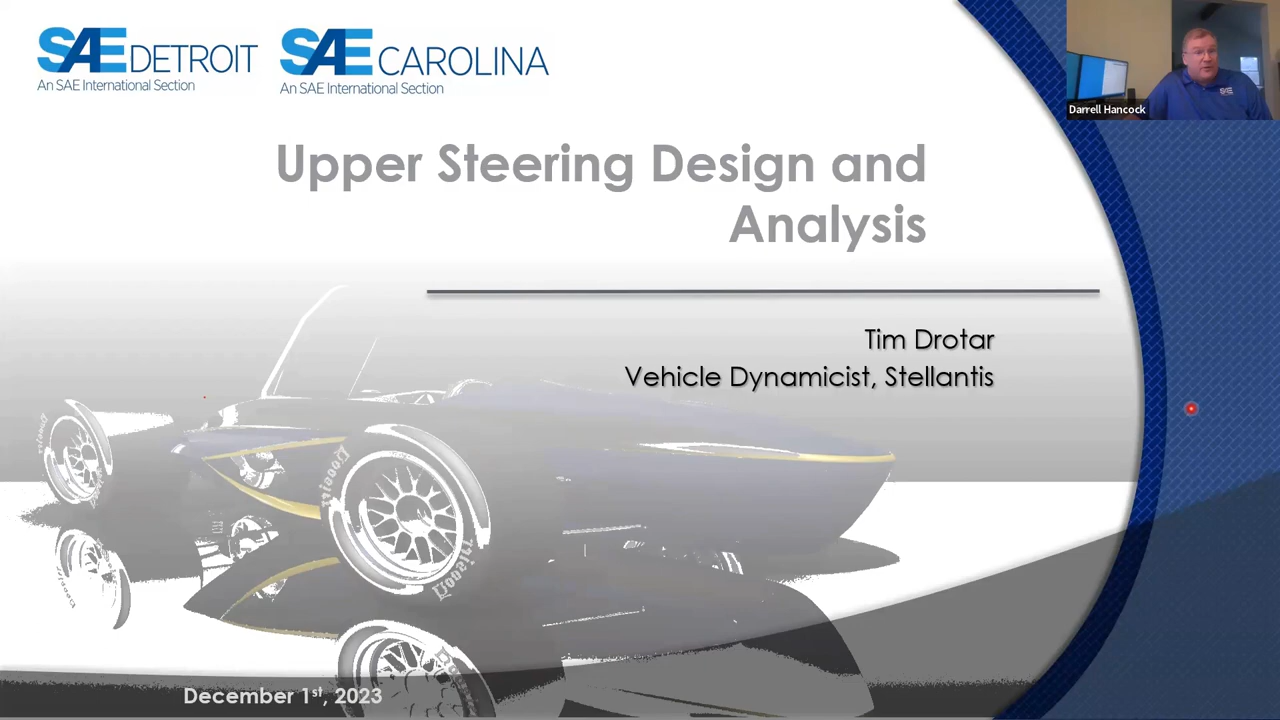 SAE DETROIT
An SAE International Section
SAE CAROLINA
An SAE International Section
Darrell Hancock
SAE
Upper Steering Design and
Analysis
Tim Drotar
Vehicle Dynamicist, Stellantis
December 1st, 2023